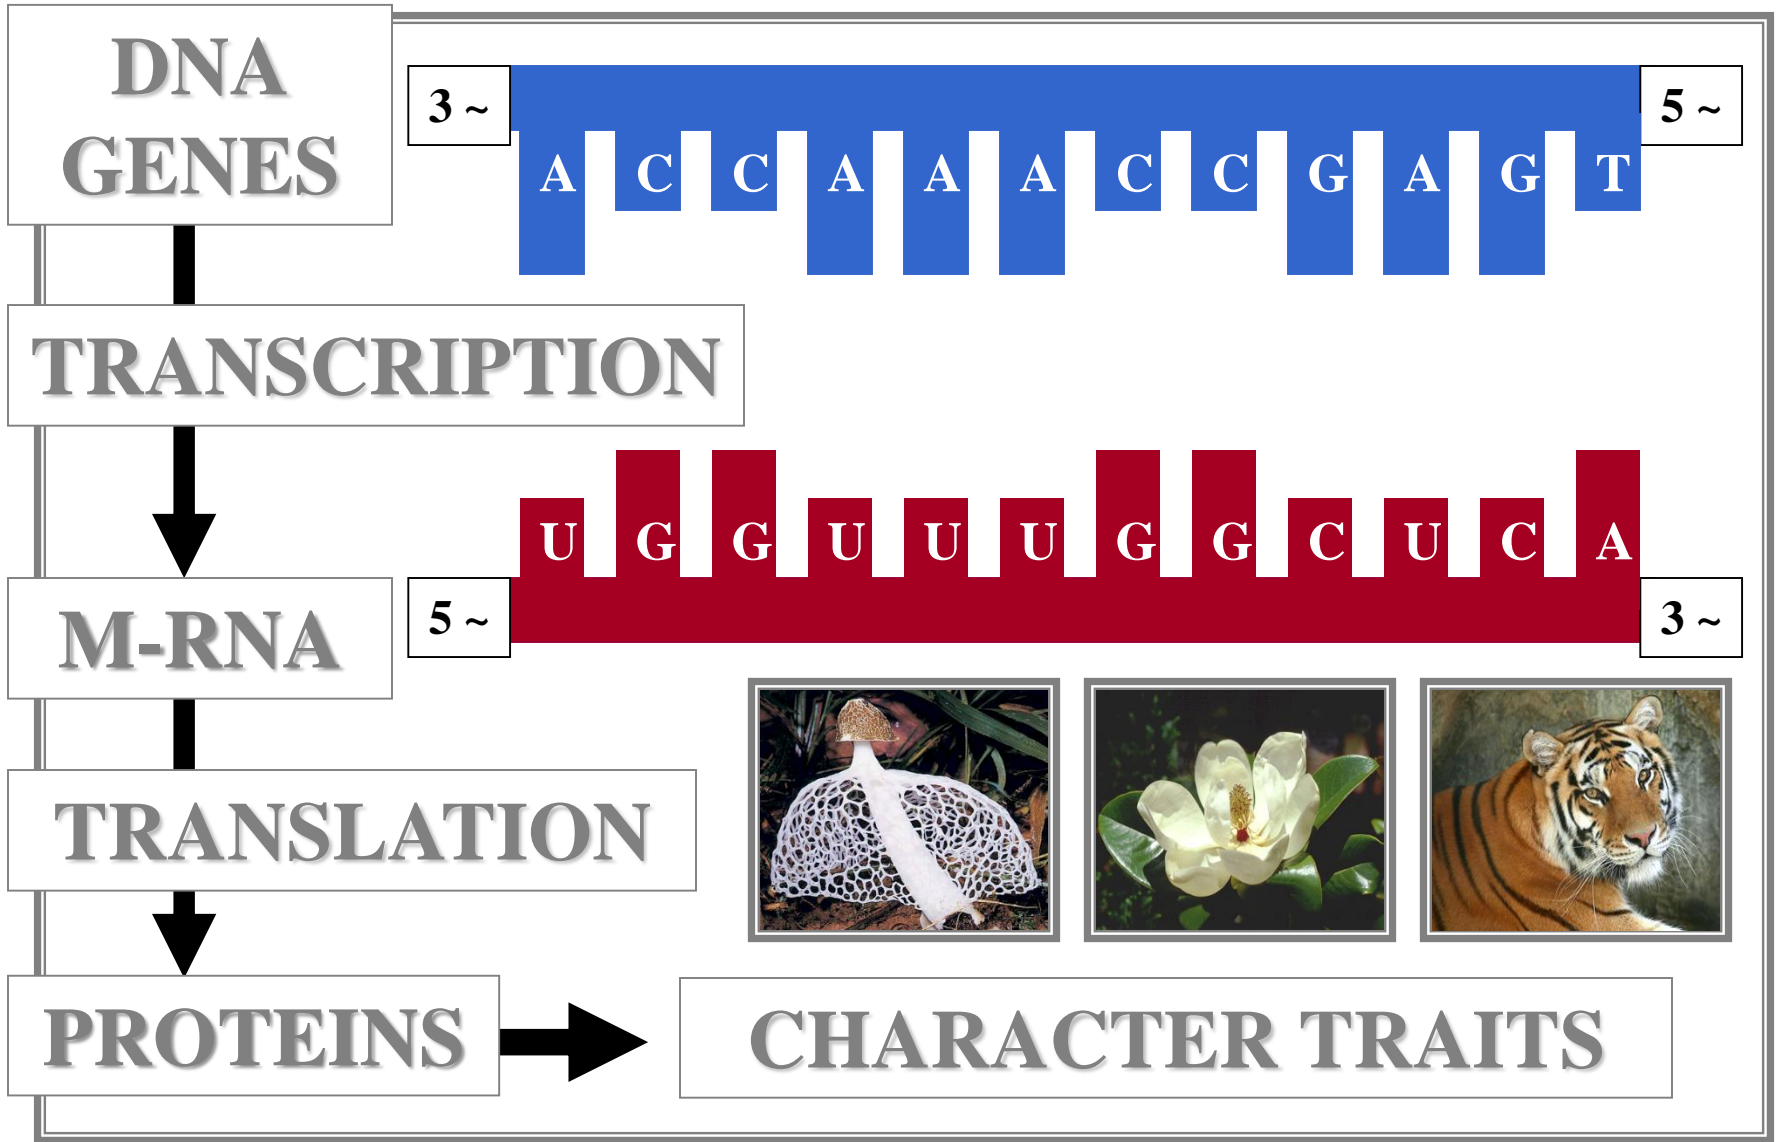 DNA
GENES
3 ~
5 ~
A C C A A A C C G A G T
TRANSCRIPTION
U G G U U U G G C U C A
M-RNA
5 ~
3 ~
TRANSLATION
PROTEINS
CHARACTER TRAITS